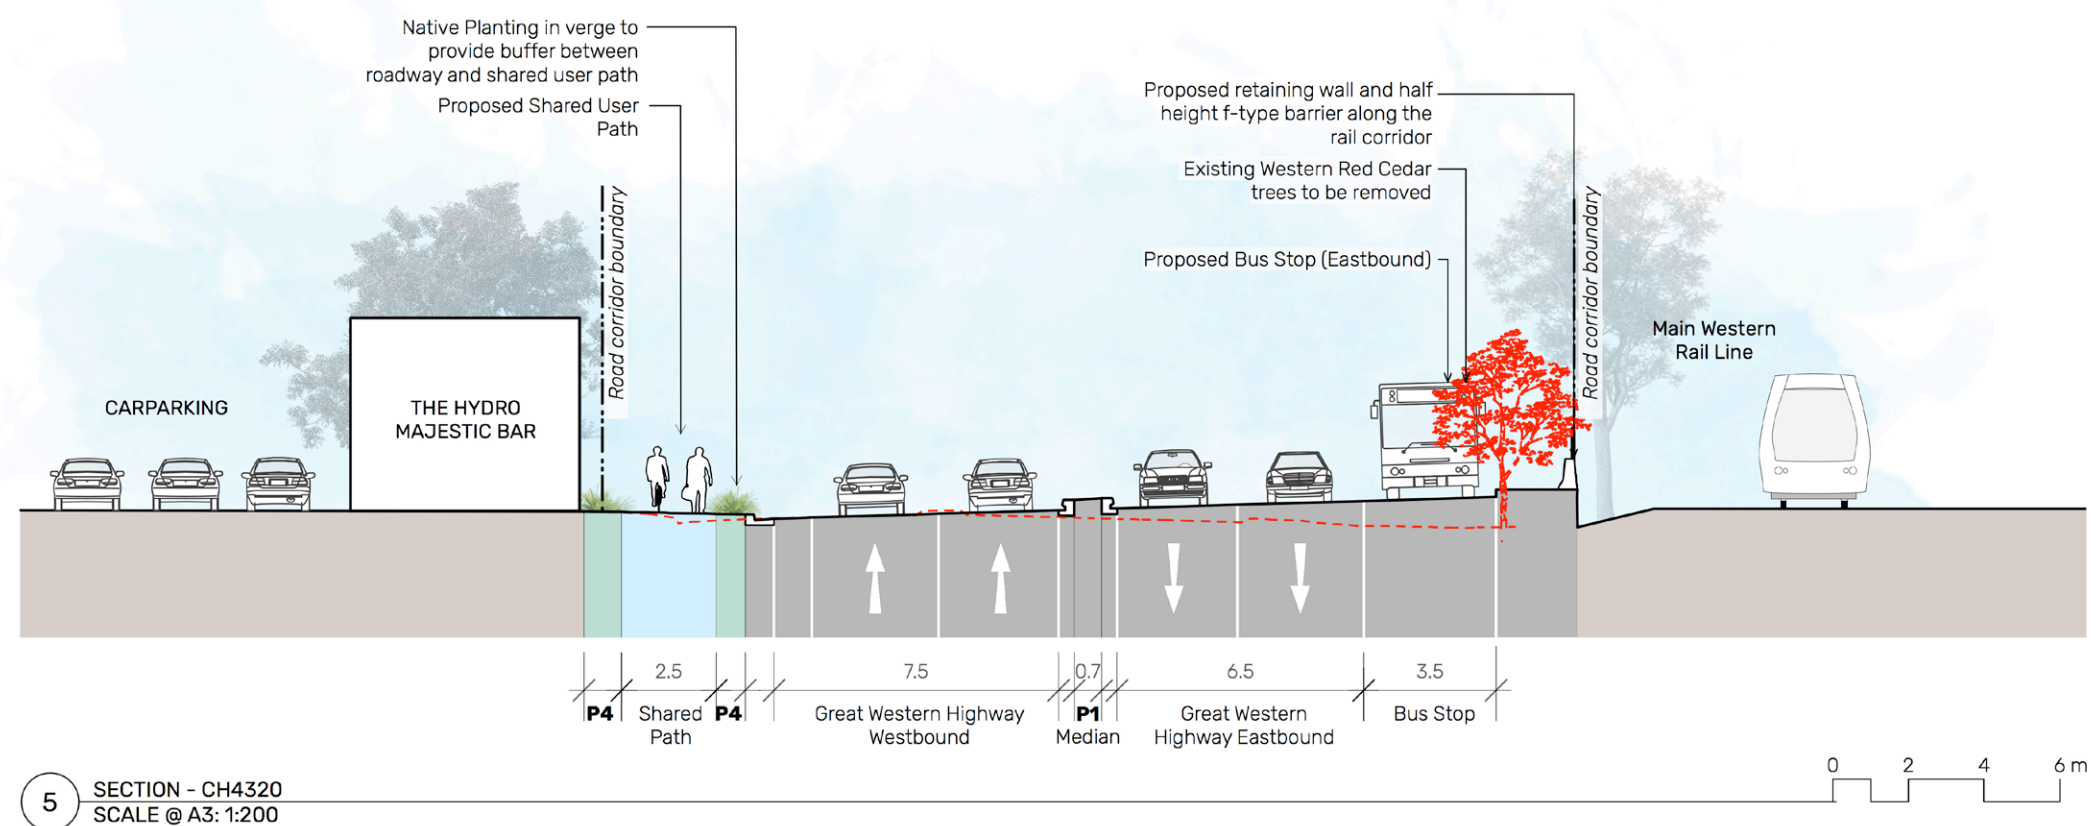 Native Planting in verge to
provide buffer between
roadway and shared user path
Proposed Shared User
Path
Proposed retaining wall and half
height f-type barrier along the
rail corridor
Existing Western Red Cedar
trees to be removed
Proposed Bus Stop (Eastbound)
Road corridor boundary
Road corridor boundary
Main Western
Rail Line
CARPARKING
THE HYDRO
MAJESTIC BAR
2.5
7.5
0.7
6.5
3.5
P4
Shared
Path
P4
Great Western Highway
Westbound
P1
Median
Great Western
Highway Eastbound
Bus Stop
0 2 4 6 m
5
SECTION - CH4320
SCALE @ A3: 1:200